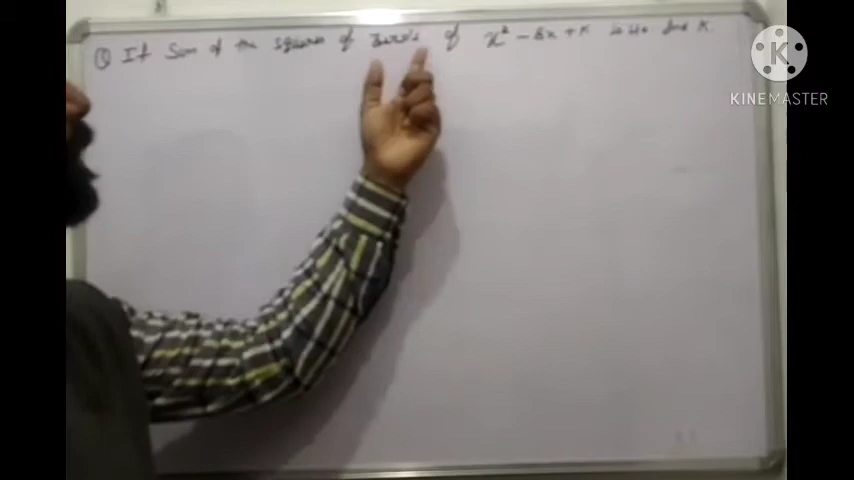 Q If Sum of the squares of zero's of x² - 8x + K is 40 find K.
K
KINEMASTER